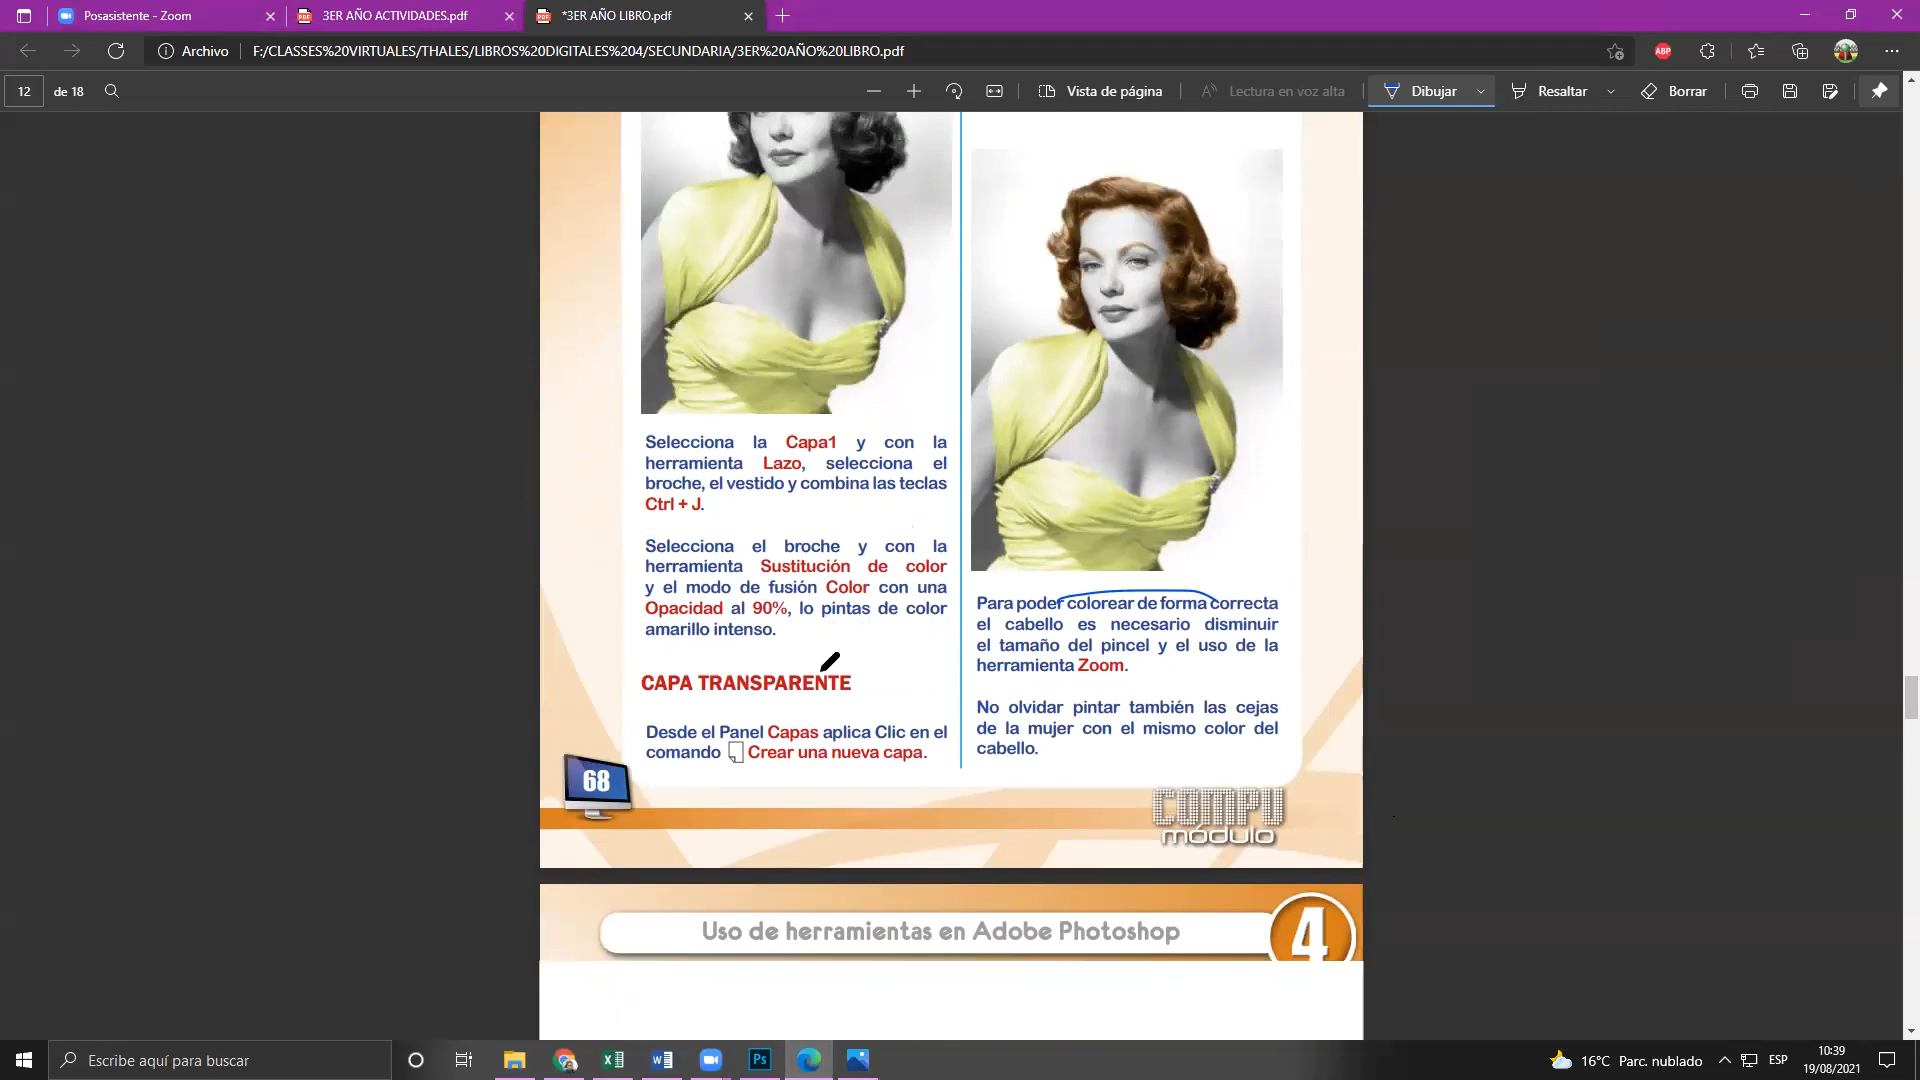 Posasistente - Zoom
3ER AÑO ACTIVIDADES.pdf
*3ER AÑO LIBRO.pdf
Archivo
F:/CLASSES%20VIRTUALES/THALES/LIBROS%20DIGITALES%204/SECUNDARIA/3ER%20AÑO%20LIBRO.pdf
ABP
12 de 18
Vista de página
Lectura en voz alta
Dibujar
Resaltar
Borrar
Selecciona la Capa1 y con la
herramienta Lazo, selecciona el
broche, el vestido y combina las teclas
Ctrl + J.
Selecciona el broche y con la
herramienta Sustitución de color
y el modo de fusión Color con una
Opacidad al 90%, lo pintas de color
amarillo intenso.
CAPA TRANSPARENTE
Desde el Panel Capas aplica Clic en el
comando Crear una nueva capa.
Para poder colorear de forma correcta
el cabello es necesario disminuir
el tamaño del pincel y el uso de la
herramienta Zoom.
No olvidar pintar también las cejas
de la mujer con el mismo color del
cabello.
68
COMPU
módulo
Uso de herramientas en Adobe Photoshop
4
Escribe aquí para buscar
Ps
16°C Parc. nublado
ESP
10:39
19/08/2021